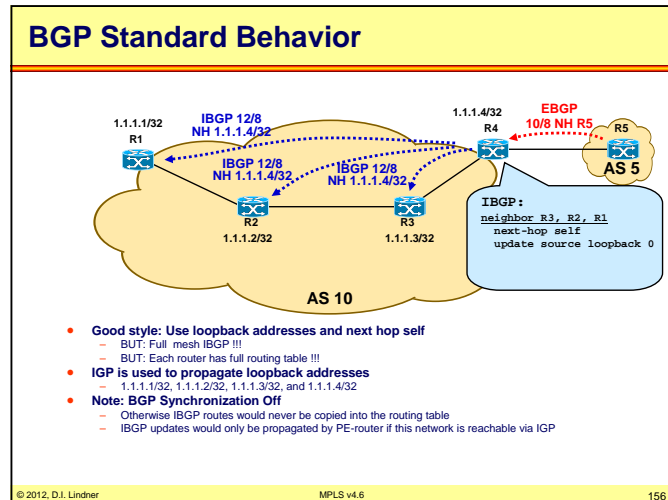 BGP Standard Behavior
1.1.1.1/32
R1
IBGP 12/8
NH 1.1.1.4/32
IBGP 12/8
NH 1.1.1.4/32
IBGP 12/8
NH 1.1.1.4/32
1.1.1.4/32
R4
EBGP
10/8 NH R5
R5
AS 5
R2
1.1.1.2/32
R3
1.1.1.3/32
AS 10
IBGP:
neighbor R3, R2, R1
next-hop self
update source loopback 0
• Good style: Use loopback addresses and next hop self
– BUT: Full mesh IBGP !!!
– BUT: Each router has full routing table !!!
• IGP is used to propagate loopback addresses
– 1.1.1.1/32, 1.1.1.2/32, 1.1.1.3/32, and 1.1.1.4/32
• Note: BGP Synchronization Off
– Otherwise IBGP routes would never be copied into the routing table
– IBGP updates would only be propagated by PE-router if this network is reachable via IGP
© 2012, D.I. Lindner
MPLS v4.6
156